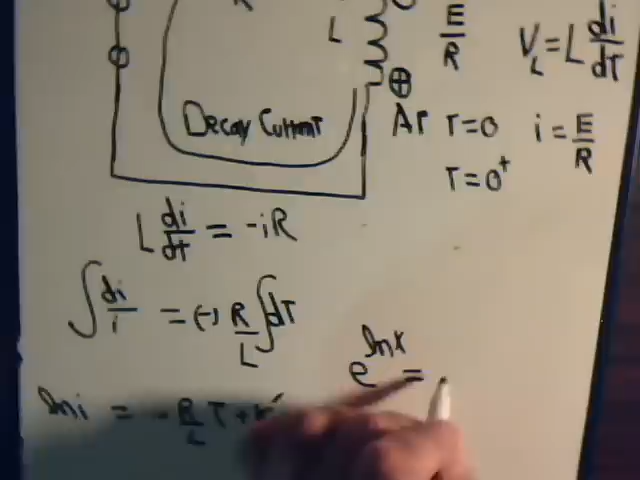 L
E/R
V_L = L di/dT
Decay Current
AT T=0 i = E/R
T=0⁺
L di/dT = -iR
∫ di/i = (-) R/L ∫dT
e^{ln x} =
ln i = - R/L T + k'